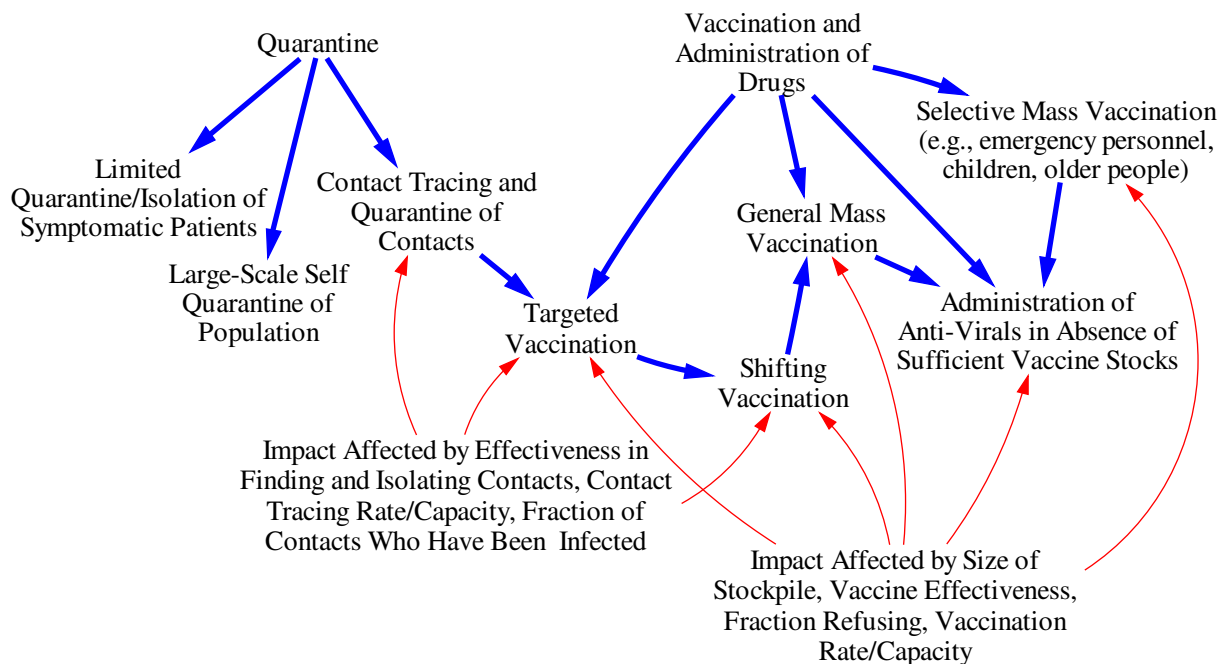 Quarantine
Vaccination and
Administration of
Drugs
Selective Mass Vaccination
(e.g., emergency personnel,
children, older people)
Limited
Quarantine/Isolation of
Symptomatic Patients
Contact Tracing and
Quarantine of
Contacts
General Mass
Vaccination
Large-Scale Self
Quarantine of
Population
Targeted
Vaccination
Administration of
Anti-Virals in Absence of
Sufficient Vaccine Stocks
Shifting
Vaccination
Impact Affected by Effectiveness in
Finding and Isolating Contacts, Contact
Tracing Rate/Capacity, Fraction of
Contacts Who Have Been Infected
Impact Affected by Size of
Stockpile, Vaccine Effectiveness,
Fraction Refusing, Vaccination
Rate/Capacity